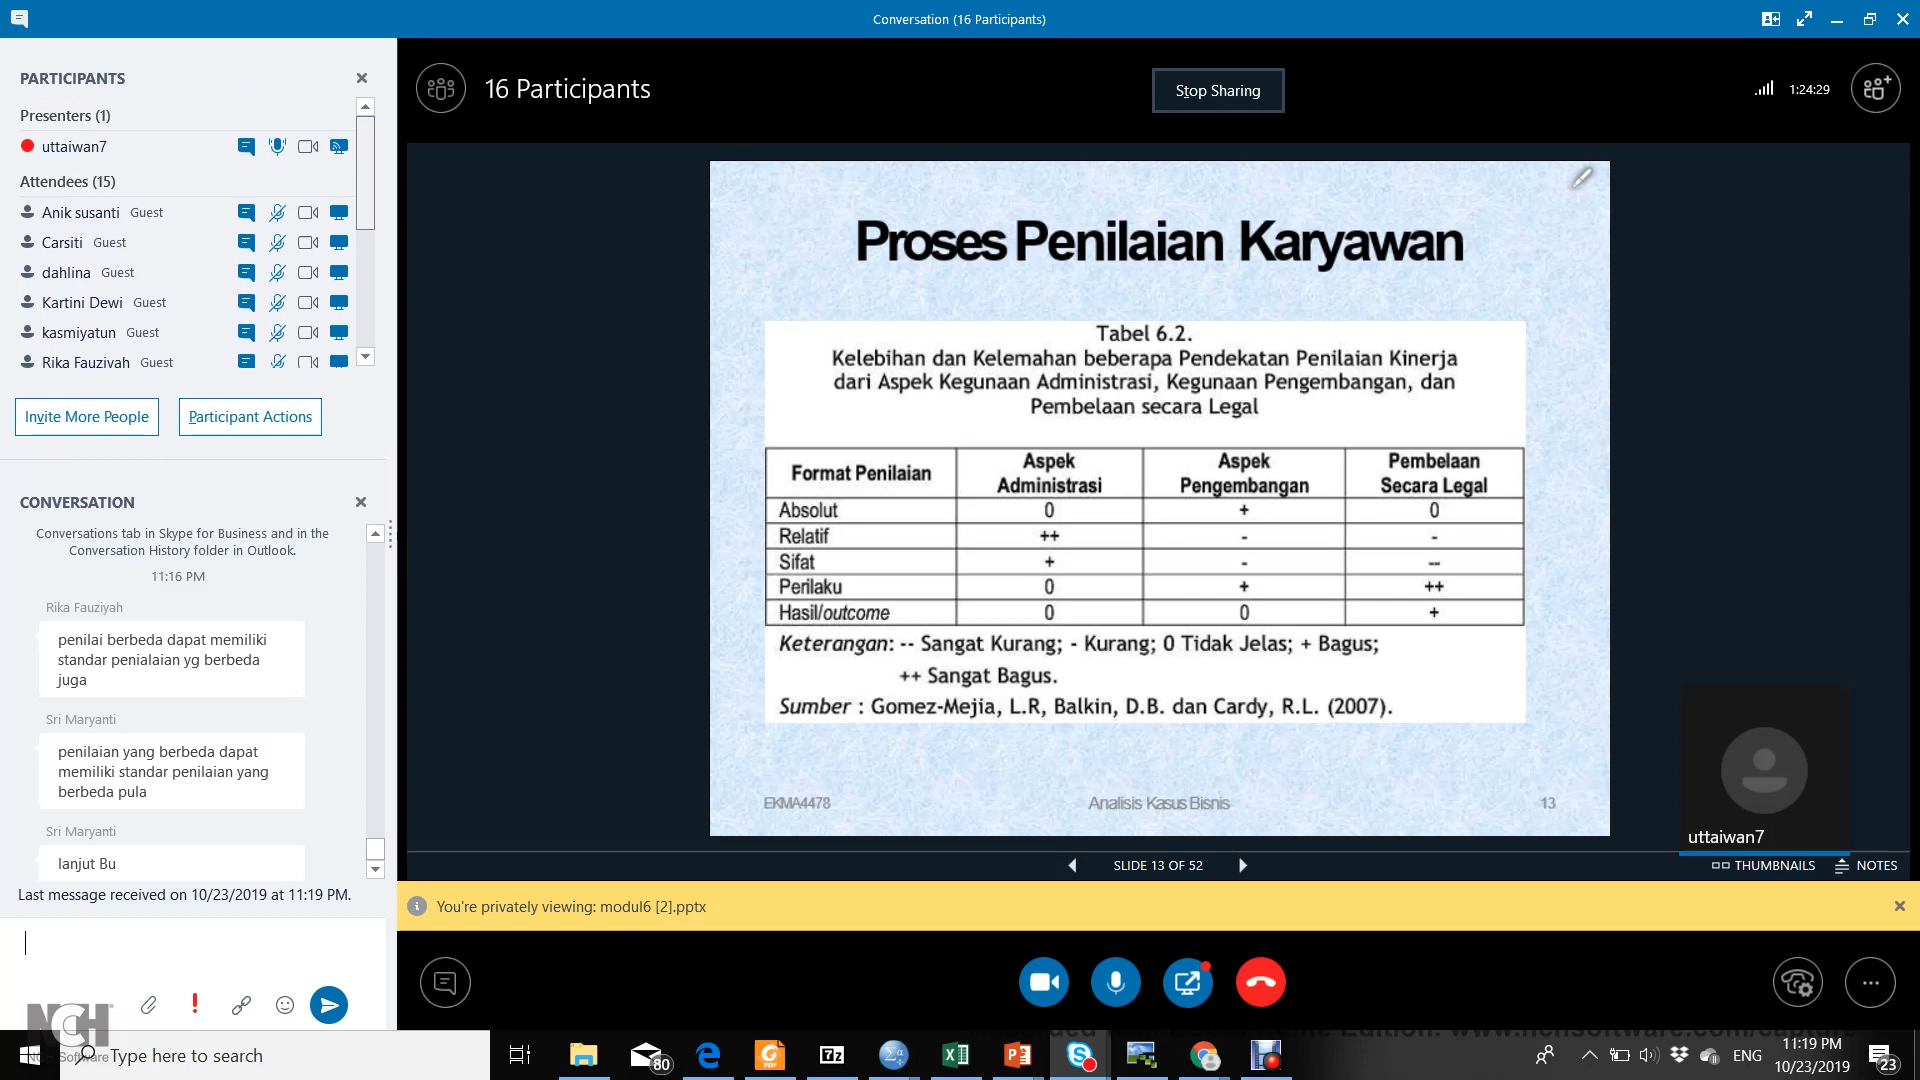 Conversation (16 Participants)
PARTICIPANTS
Presenters (1)
uttaiwan7
Attendees (15)
Anik susanti Guest
Carsiti Guest
dahlina Guest
Kartini Dewi Guest
kasmiyatun Guest
Rika Fauziyah Guest
Invite More People
Participant Actions
CONVERSATION
Conversations tab in Skype for Business and in the
Conversation History folder in Outlook.
11:16 PM
Rika Fauziyah
penilai berbeda dapat memiliki
standar penialaian yg berbeda
juga
Sri Maryanti
penilaian yang berbeda dapat
memiliki standar penilaian yang
berbeda pula
Sri Maryanti
lanjut Bu
Last message received on 10/23/2019 at 11:19 PM.
16 Participants
Stop Sharing
1:24:29
Proses Penilaian Karyawan
Tabel 6.2.
Kelebihan dan Kelemahan beberapa Pendekatan Penilaian Kinerja
dari Aspek Kegunaan Administrasi, Kegunaan Pengembangan, dan
Pembelaan secara Legal
Format Penilaian | Aspek Administrasi | Aspek Pengembangan | Pembelaan Secara Legal
Absolut 0 + 0
Relatif ++ - -
Sifat + - --
Perilaku 0 + ++
Hasil/outcome 0 0 +
Keterangan: -- Sangat Kurang; - Kurang; 0 Tidak Jelas; + Bagus;
++ Sangat Bagus.
Sumber : Gomez-Mejia, L.R, Balkin, D.B. dan Cardy, R.L. (2007).
EKMA4478 Analisis Kasus Bisnis 13
uttaiwan7
SLIDE 13 OF 52
THUMBNAILS
NOTES
You're privately viewing: modul6 [2].pptx
NCH
Software
Type here to search
80
ENG
11:19 PM
10/23/2019
23